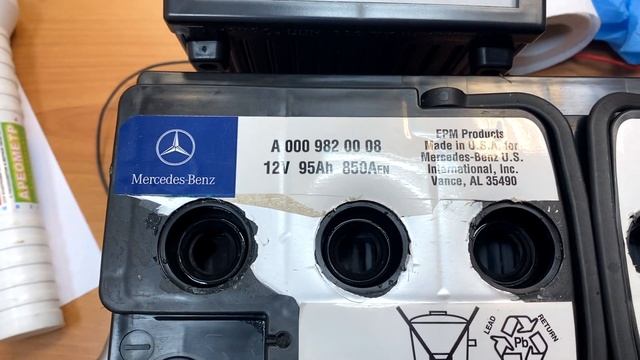 АРЕОМЕТР
Mercedes-Benz
A 000 982 00 08
12V 95Ah 850AEN
EPM Products
Made in U.S.A. for
Mercedes-Benz U.S.
International, Inc.
Vance, AL 35490
LEAD
RETURN
Pb